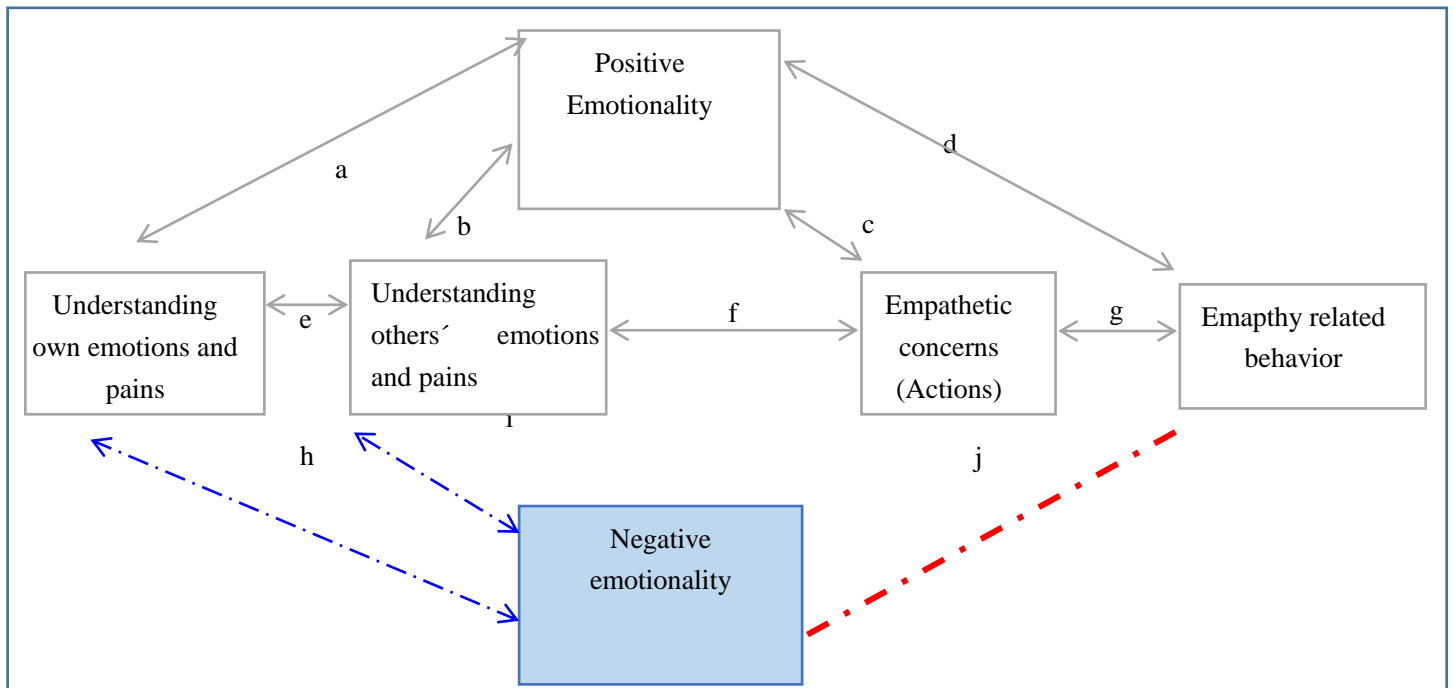 Positive
Emotionality
a
d
b
c
Understanding
own emotions and
pains
e
Understanding
others´ emotions
and pains
f
Empathetic
concerns
(Actions)
g
Emapthy related
behavior
h
j
Negative
emotionality